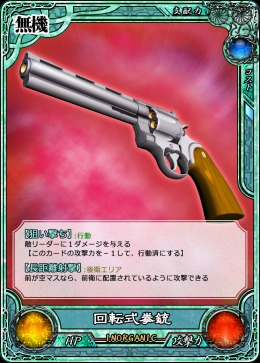 無機
支配力
コスト
【狙い撃ち】:行動
敵リーダーに1ダメージを与える
【このカードの攻撃力を－1して、行動済にする】
【長距離射撃】:後衛エリア
前が空マスなら、前衛に配置されているように攻撃できる
回転式拳銃
HP
INORGANIC
攻撃力